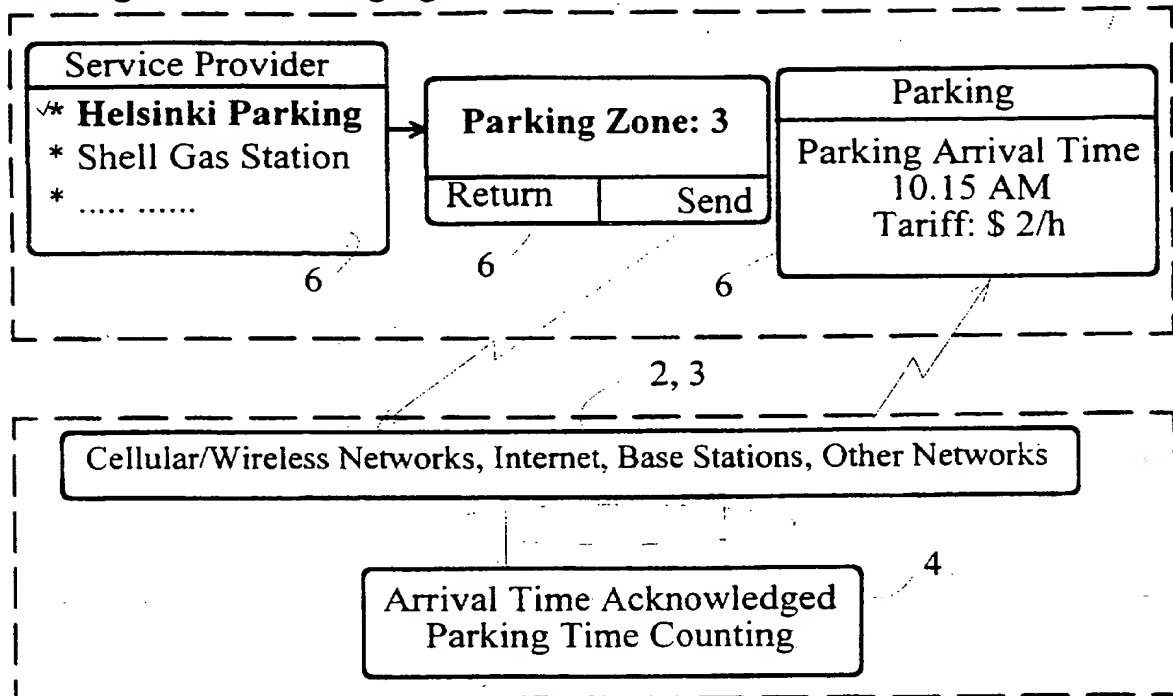 Service Provider
* Helsinki Parking
* Shell Gas Station
* ..... ......
6
Parking Zone: 3
Return
Send
6
Parking
Parking Arrival Time
10.15 AM
Tariff: $ 2/h
6
2, 3
Cellular/Wireless Networks, Internet, Base Stations, Other Networks
4
Arrival Time Acknowledged
Parking Time Counting